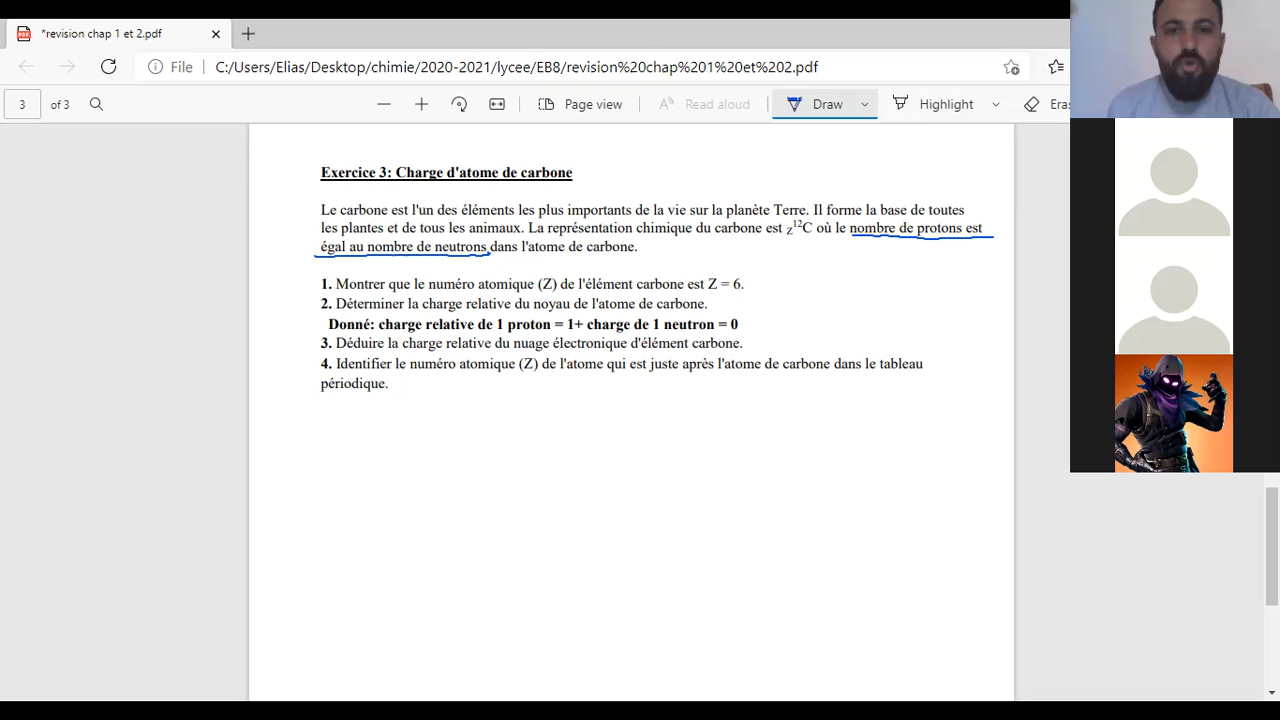 *revision chap 1 et 2.pdf
File C:/Users/Elias/Desktop/chimie/2020-2021/lycee/EB8/revision%20chap%201%20et%202.pdf
3 of 3 Page view Read aloud Draw Highlight Eras
Exercice 3: Charge d'atome de carbone
Le carbone est l'un des éléments les plus importants de la vie sur la planète Terre. Il forme la base de toutes
les plantes et de tous les animaux. La représentation chimique du carbone est z12C où le nombre de protons est
égal au nombre de neutrons dans l'atome de carbone.
1. Montrer que le numéro atomique (Z) de l'élément carbone est Z = 6.
2. Déterminer la charge relative du noyau de l'atome de carbone.
Donné: charge relative de 1 proton = 1+ charge de 1 neutron = 0
3. Déduire la charge relative du nuage électronique d'élément carbone.
4. Identifier le numéro atomique (Z) de l'atome qui est juste après l'atome de carbone dans le tableau
périodique.